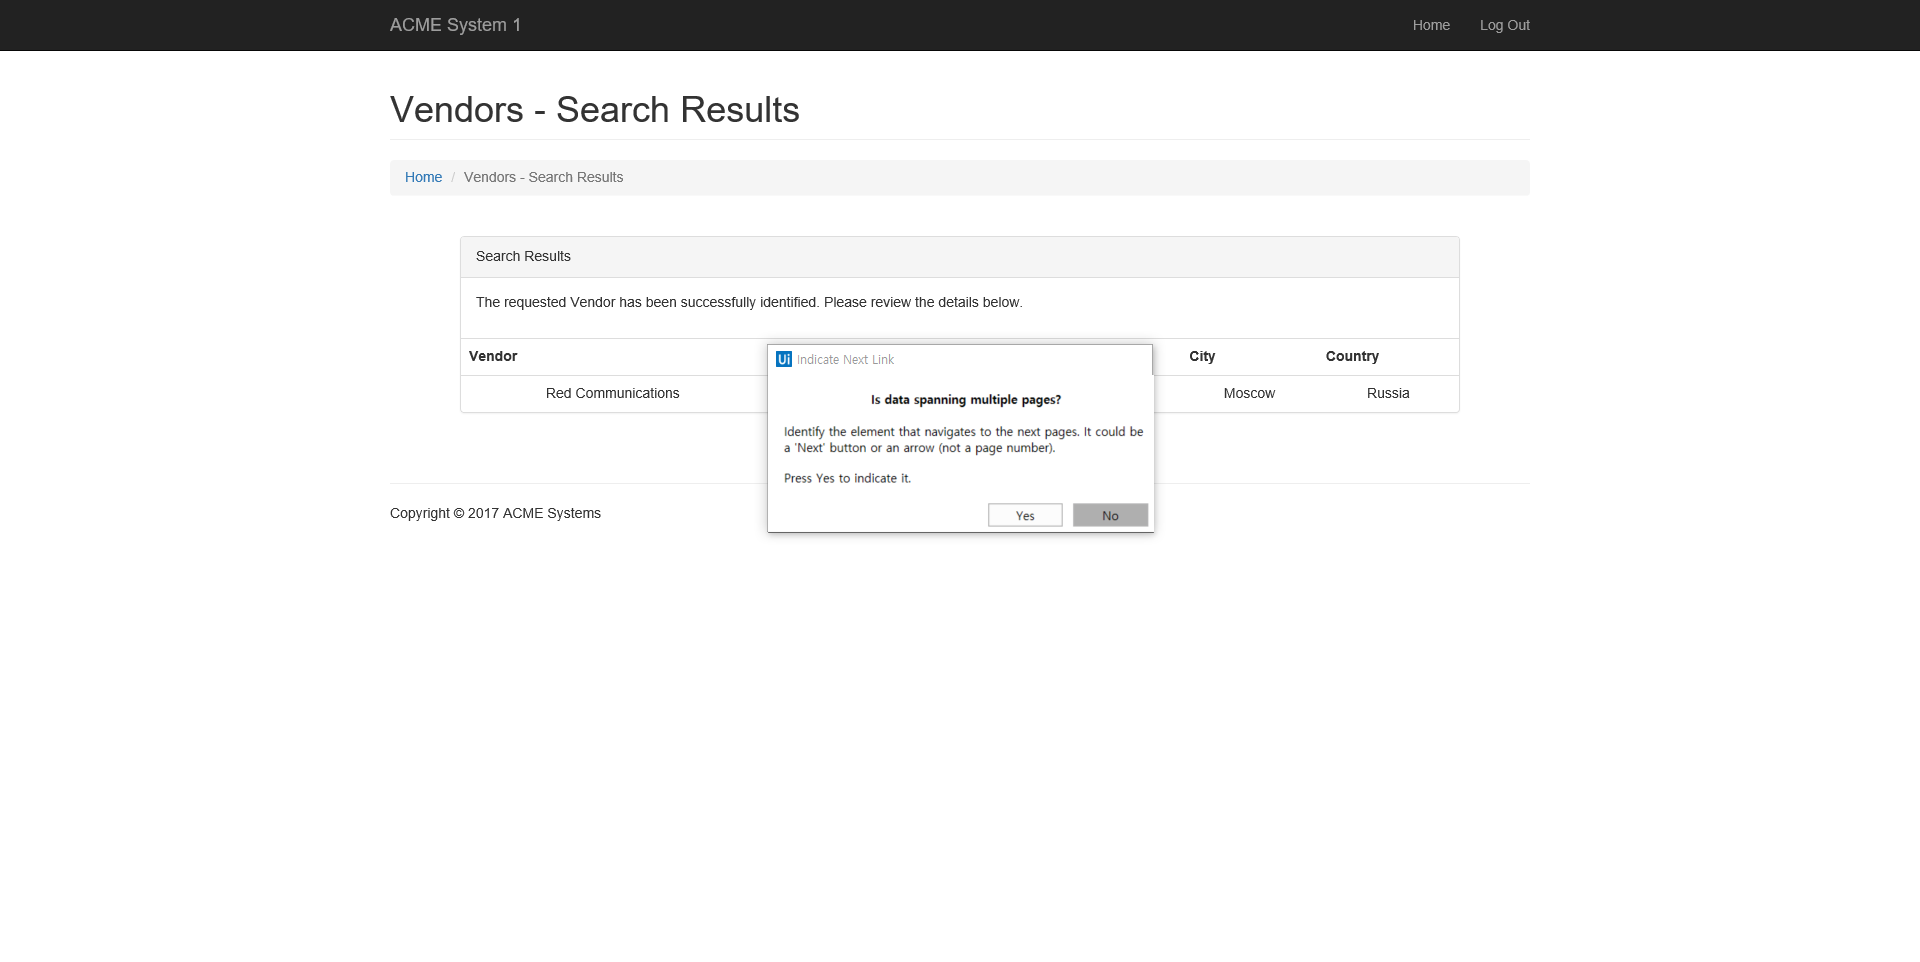 ACME System 1 Home Log Out
Vendors - Search Results
Home / Vendors - Search Results
Search Results
The requested Vendor has been successfully identified. Please review the details below.
Vendor City Country
Red Communications Moscow Russia
Ui Indicate Next Link
Is data spanning multiple pages?
Identify the element that navigates to the next pages. It could be
a 'Next' button or an arrow (not a page number).
Press Yes to indicate it.
Yes No
Copyright © 2017 ACME Systems